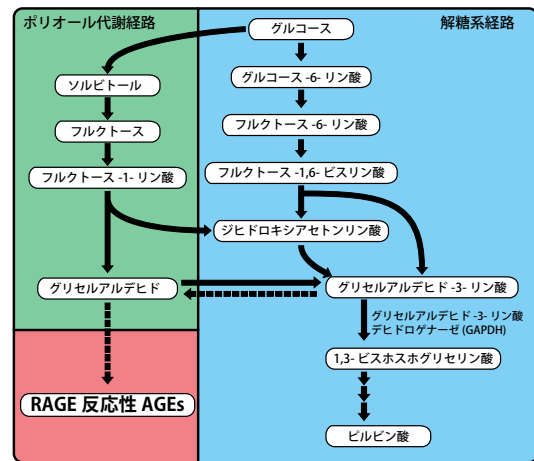 ポリオール代謝経路
解糖系経路
グルコース
ソルビトール
グルコース -6- リン酸
フルクトース
フルクトース -6- リン酸
フルクトース -1- リン酸
フルクトース -1,6- ビスリン酸
ジヒドロキシアセトンリン酸
グリセルアルデヒド
グリセルアルデヒド -3- リン酸
グリセルアルデヒド -3- リン酸
デヒドロゲナーゼ (GAPDH)
1,3- ビスホスホグリセリン酸
RAGE 反応性 AGEs
ピルビン酸